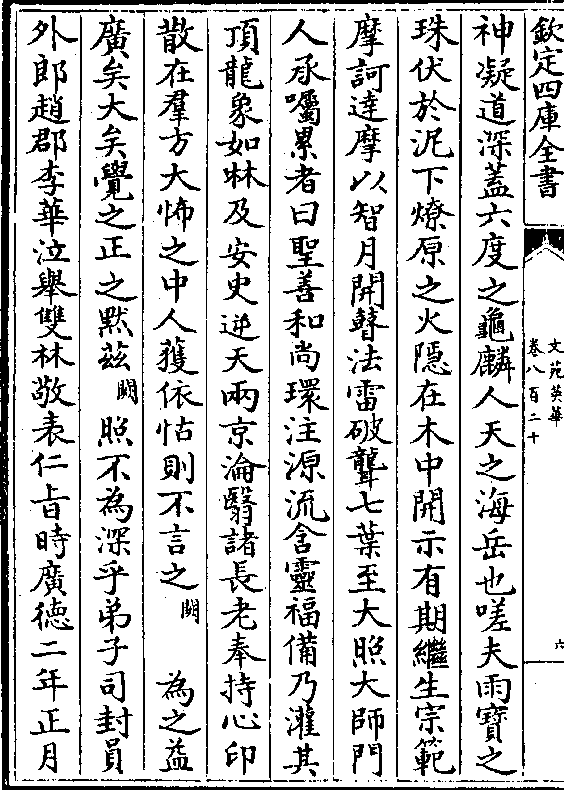 欽定四庫全書
文苑英華
卷八百二十
六
神凝道深蓋六度之龜麟人天之海岳也嗟夫雨寶之
珠伏於泥下燎原之火隱在木中開示有期繼生宗範
摩訶達摩以智月開瞽法雷破聾七葉至大照大師門
人承囑累者曰聖善和尚環注源流含靈福備乃灌其
頂龍象如林及安史逆天兩京淪翳諸長老奉持心印
散在羣方大怖之中人獲依怙則不言之闕為之益
廣矣大矣覺之正之黙兹闕照不為深乎弟子司封員
外郎趙郡李華泣舉雙林敬表仁㫖時廣徳二年正月